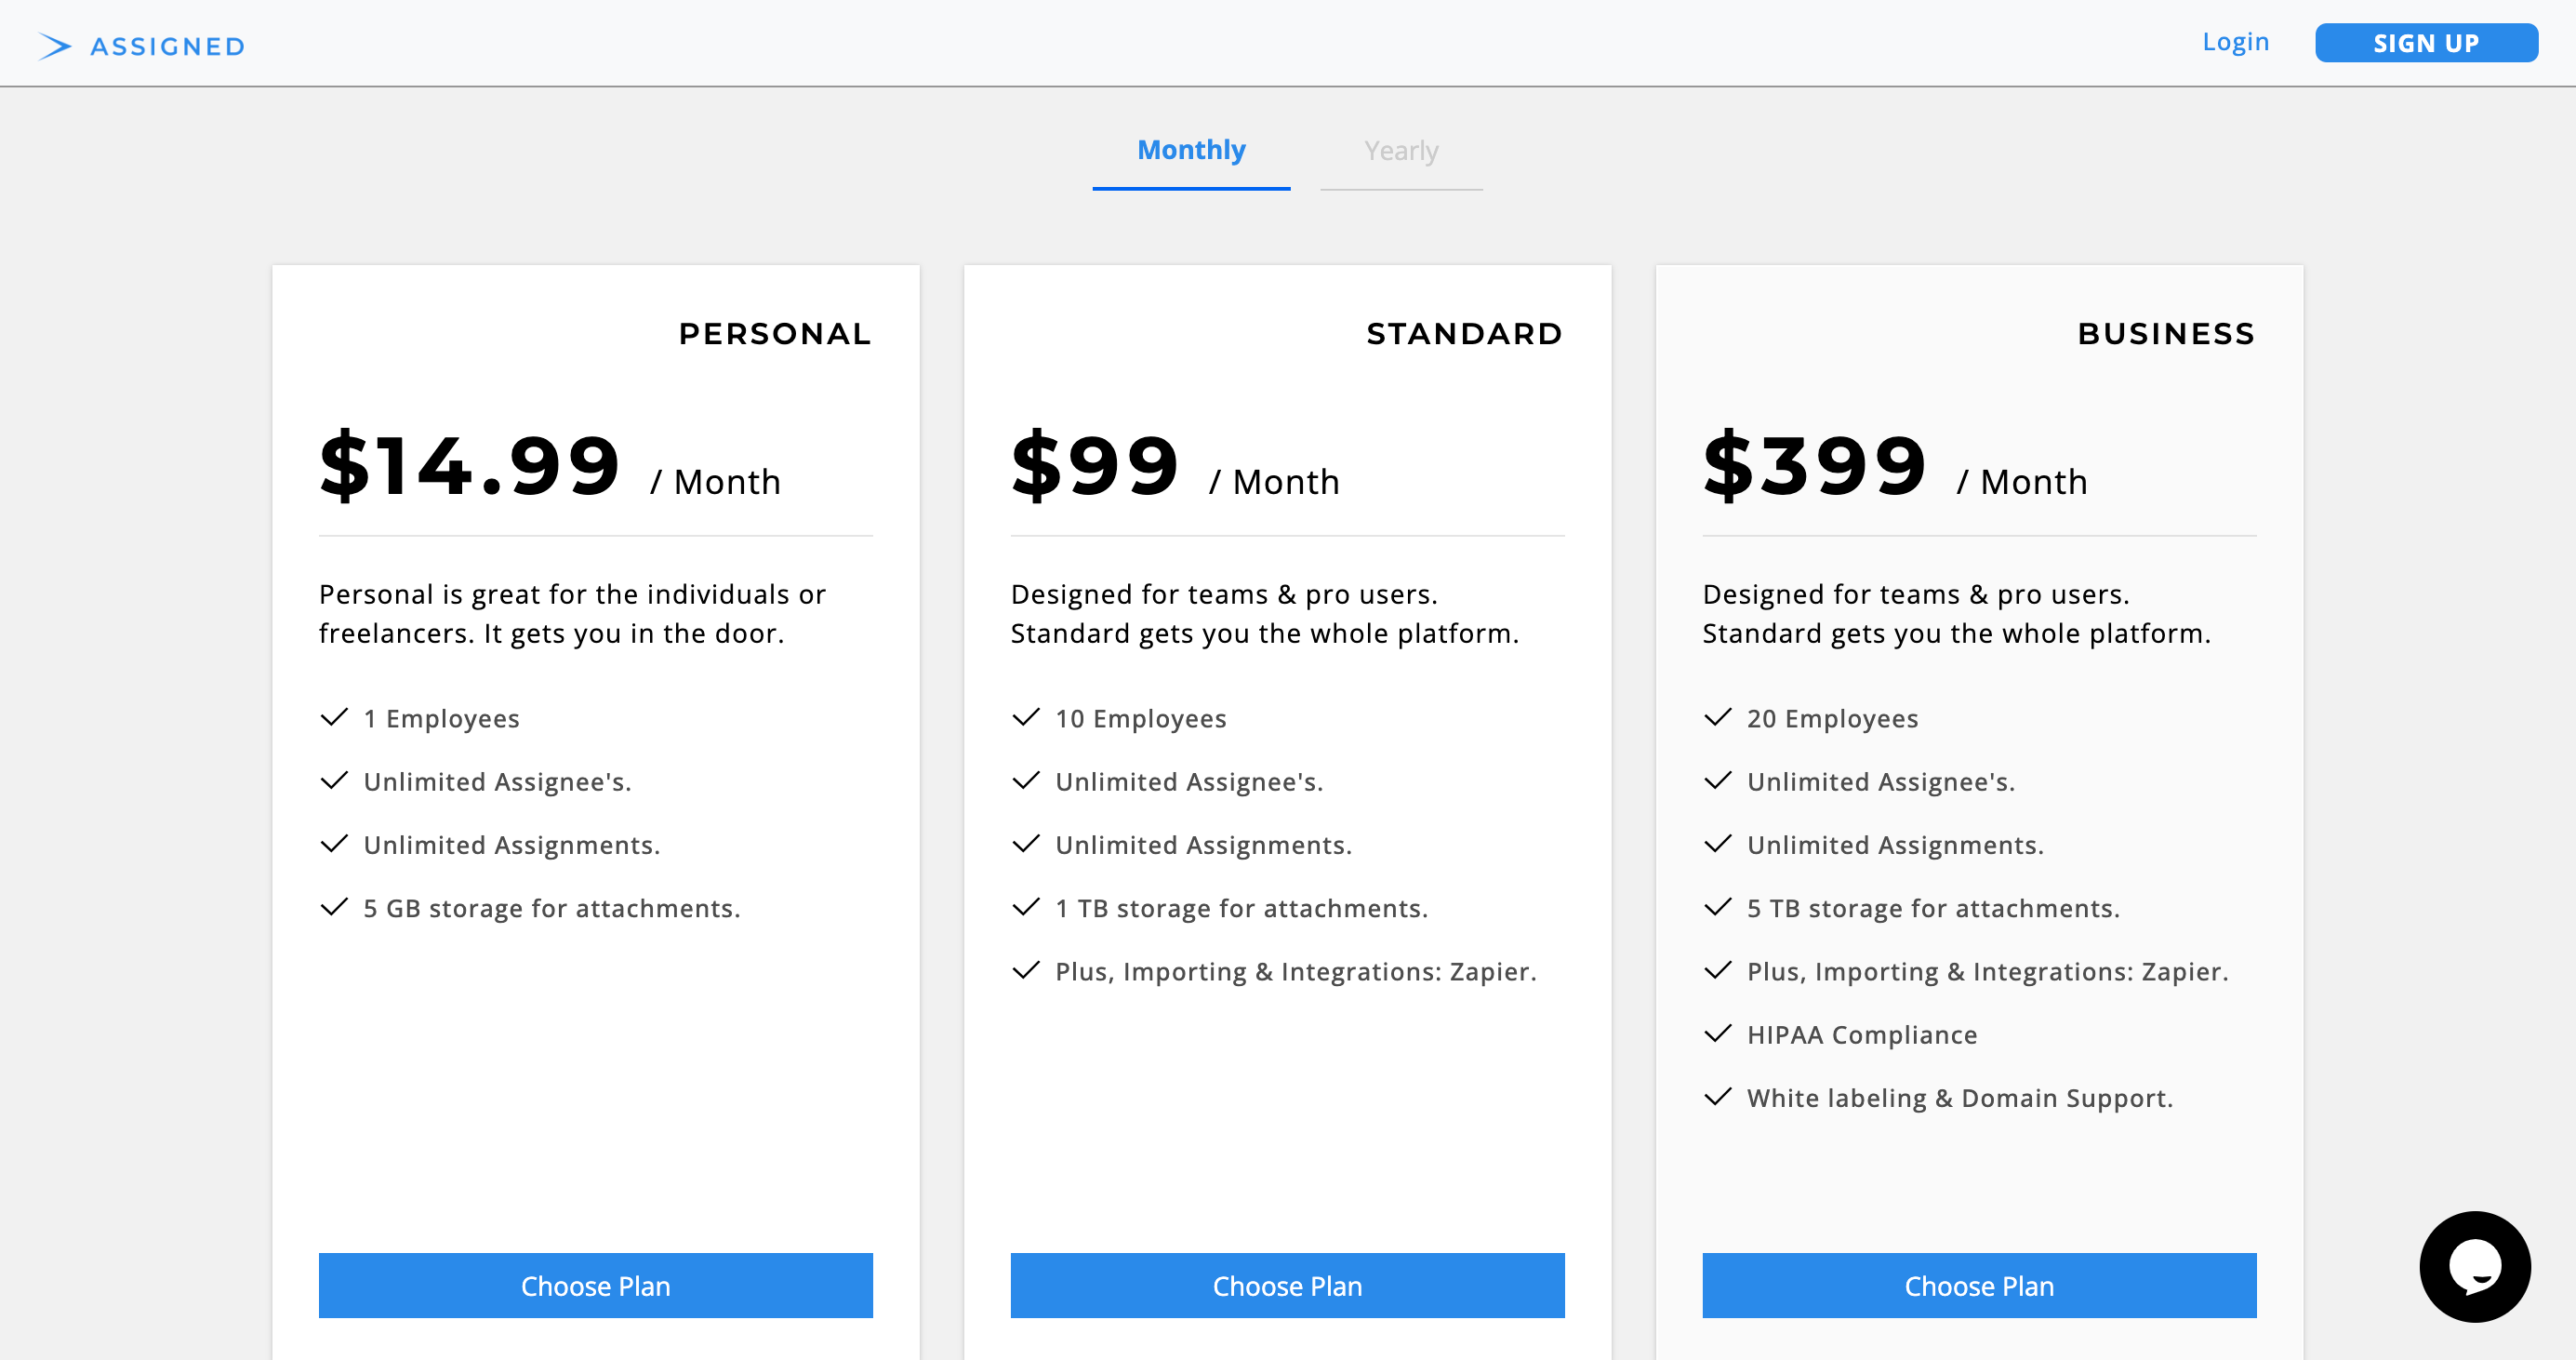 ASSIGNED
Login
SIGN UP
Monthly
Yearly
PERSONAL
$14.99 / Month
Personal is great for the individuals or
freelancers. It gets you in the door.
1 Employees
Unlimited Assignee's.
Unlimited Assignments.
5 GB storage for attachments.
Choose Plan
STANDARD
$99 / Month
Designed for teams & pro users.
Standard gets you the whole platform.
10 Employees
Unlimited Assignee's.
Unlimited Assignments.
1 TB storage for attachments.
Plus, Importing & Integrations: Zapier.
Choose Plan
BUSINESS
$399 / Month
Designed for teams & pro users.
Standard gets you the whole platform.
20 Employees
Unlimited Assignee's.
Unlimited Assignments.
5 TB storage for attachments.
Plus, Importing & Integrations: Zapier.
HIPAA Compliance
White labeling & Domain Support.
Choose Plan